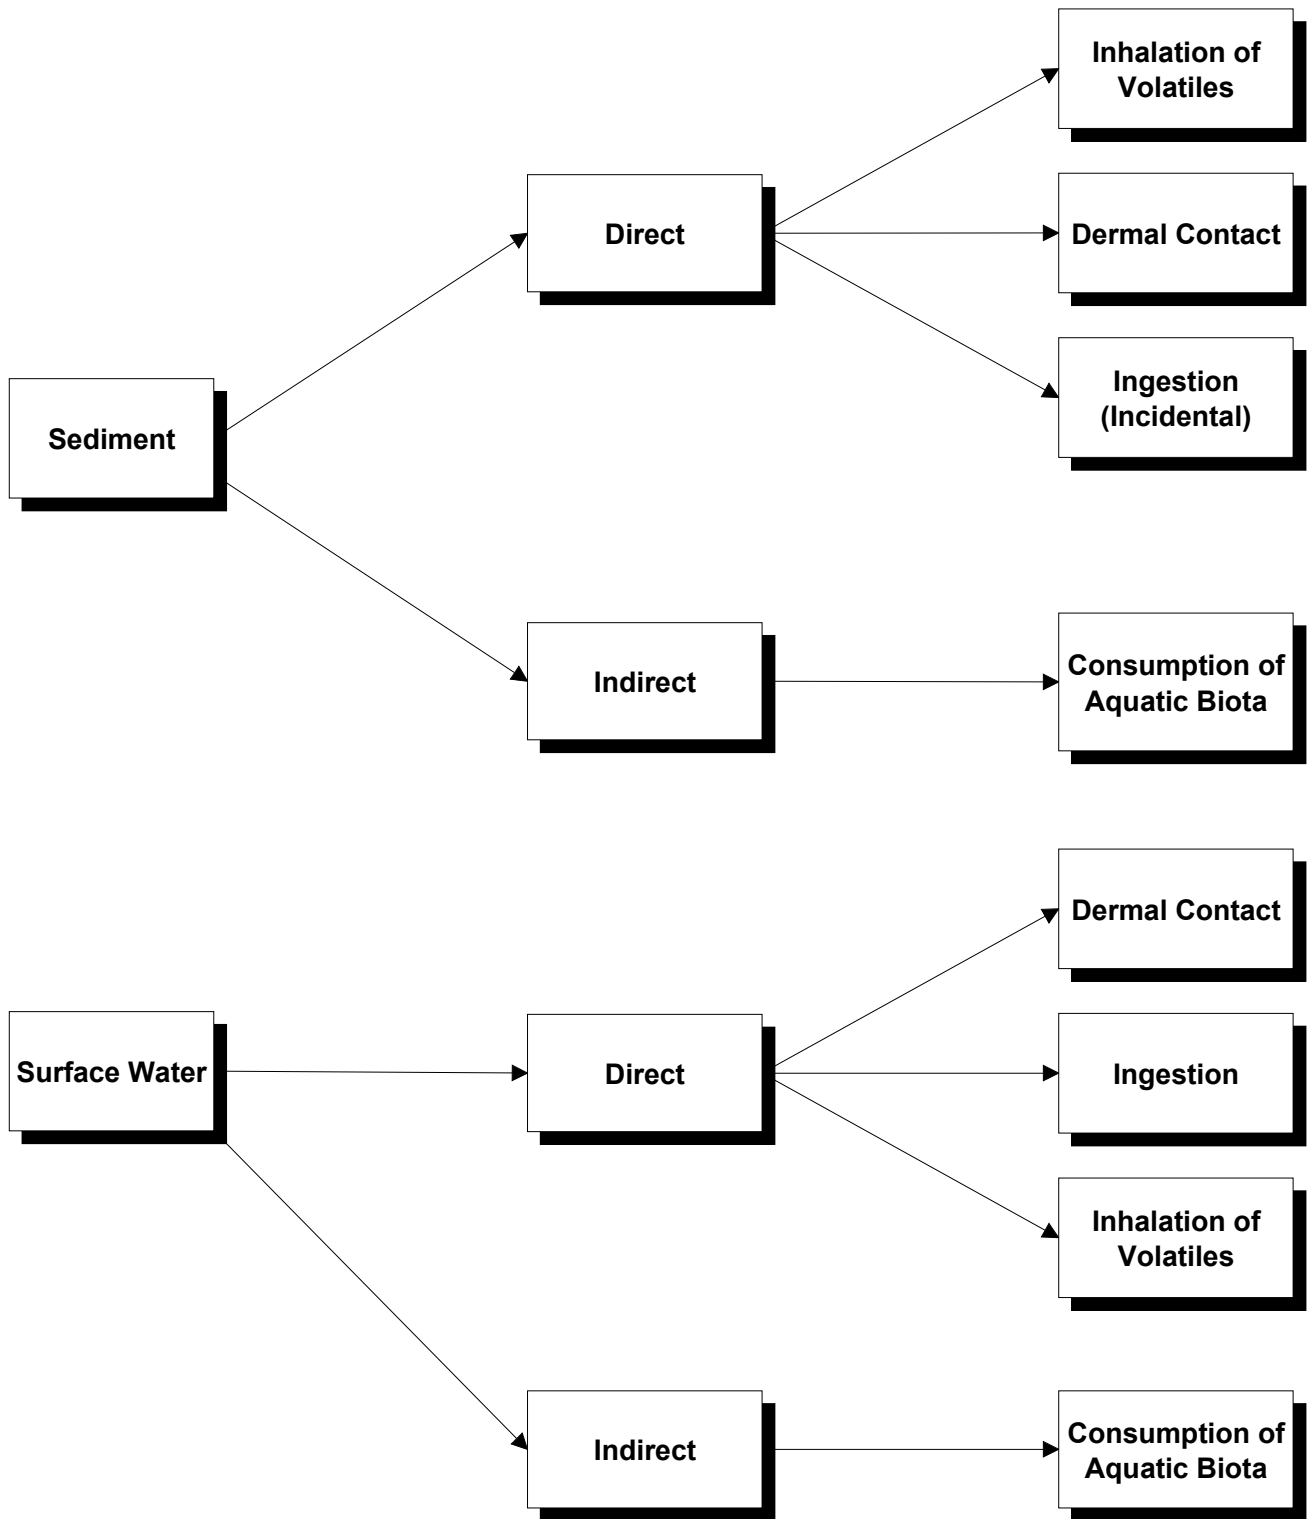 Inhalation of
Volatiles
Direct
Dermal Contact
Ingestion
(Incidental)
Sediment
Indirect
Consumption of
Aquatic Biota
Dermal Contact
Surface Water
Direct
Ingestion
Inhalation of
Volatiles
Indirect
Consumption of
Aquatic Biota